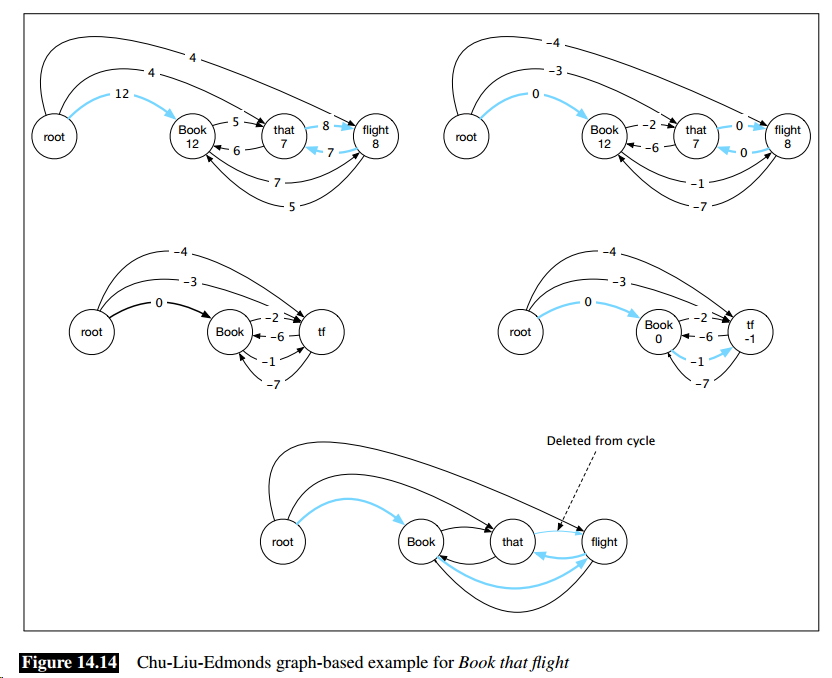 4
4
12
root
Book
12
5
6
that
7
8
7
flight
8
7
5
-4
-3
0
root
Book
12
-2
-6
that
7
0
0
flight
8
-1
-7
-4
-3
0
root
Book
-2
-6
-1
-7
tf
-4
-3
0
root
Book
0
-2
-6
-1
-7
tf
-1
Deleted from cycle
root
Book
that
flight
Figure 14.14 Chu-Liu-Edmonds graph-based example for Book that flight